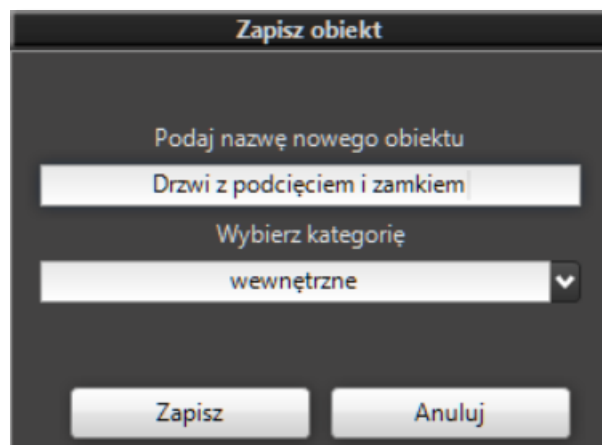 Zapisz obiekt
Podaj nazwę nowego obiektu
Drzwi z podcięciem i zamkiem
Wybierz kategorię
wewnętrzne
Zapisz Anuluj